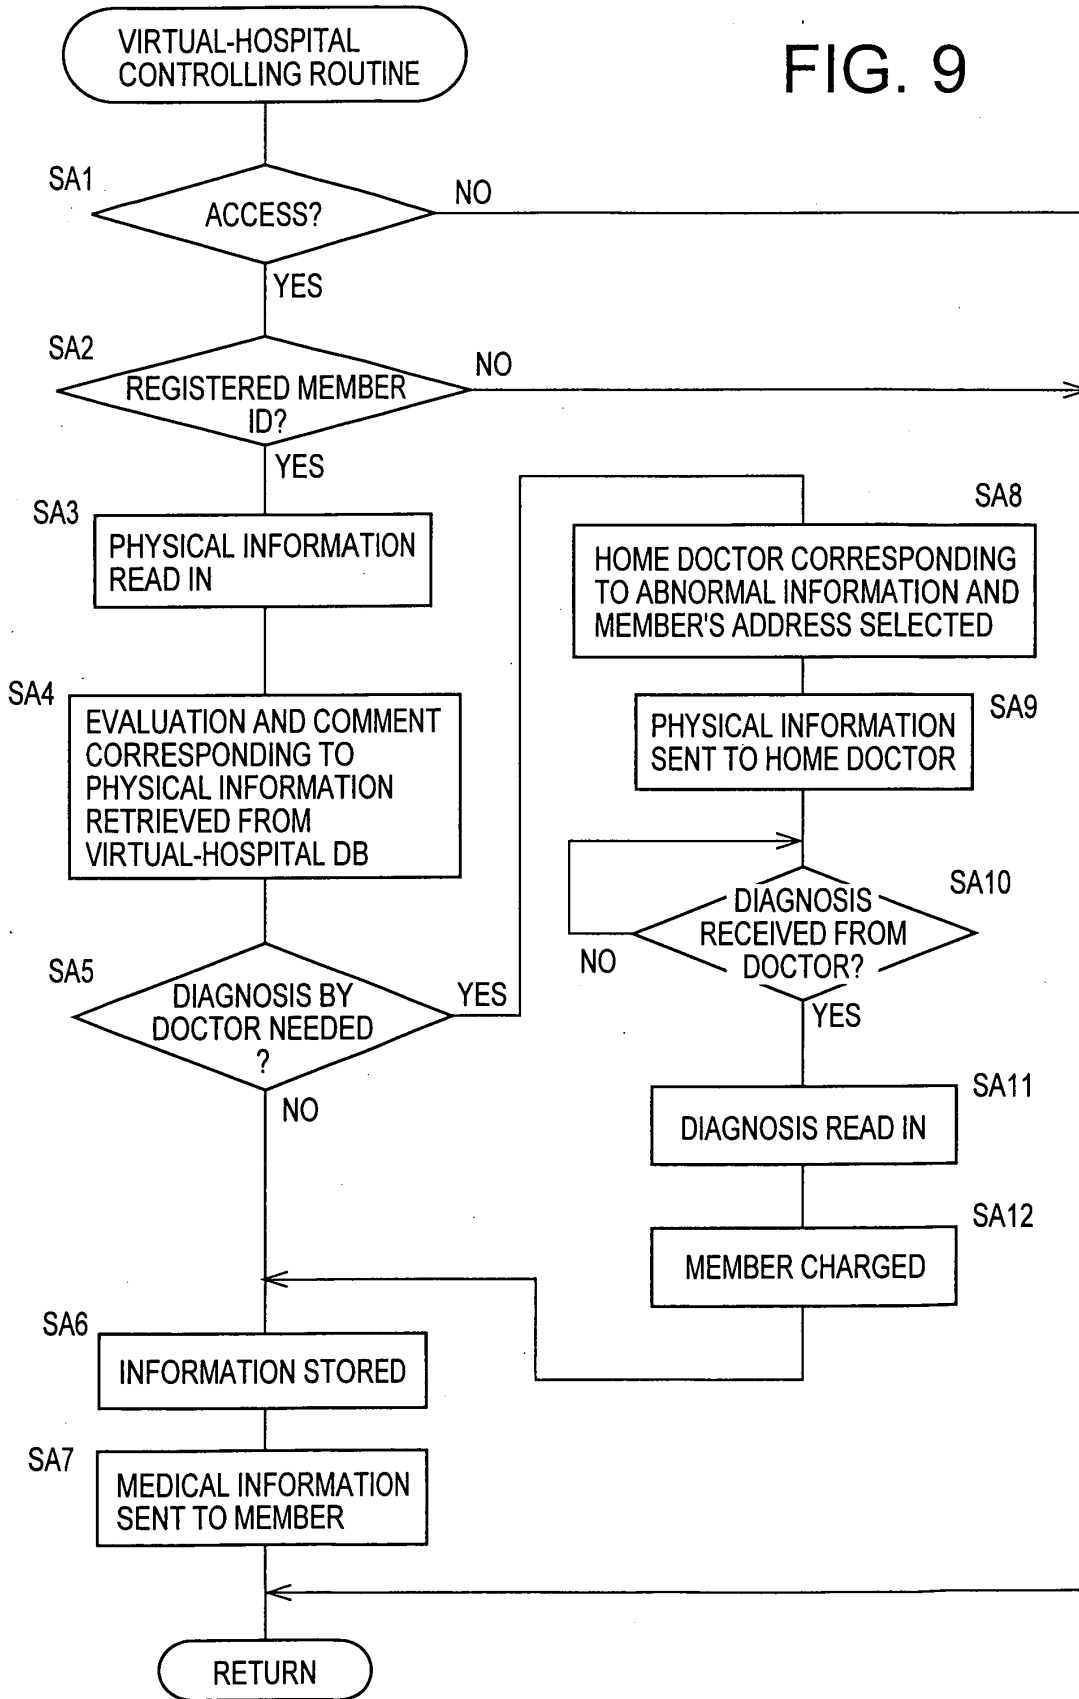 VIRTUAL-HOSPITAL
CONTROLLING ROUTINE
FIG. 9
SA1
ACCESS?
NO
YES
SA2
REGISTERED MEMBER
ID?
NO
YES
SA3
PHYSICAL INFORMATION
READ IN
SA4
EVALUATION AND COMMENT
CORRESPONDING TO
PHYSICAL INFORMATION
RETRIEVED FROM
VIRTUAL-HOSPITAL DB
SA5
DIAGNOSIS BY
DOCTOR NEEDED
?
YES
NO
SA8
HOME DOCTOR CORRESPONDING
TO ABNORMAL INFORMATION AND
MEMBER'S ADDRESS SELECTED
SA9
PHYSICAL INFORMATION
SENT TO HOME DOCTOR
SA10
DIAGNOSIS
RECEIVED FROM
DOCTOR?
NO
YES
SA11
DIAGNOSIS READ IN
SA12
MEMBER CHARGED
SA6
INFORMATION STORED
SA7
MEDICAL INFORMATION
SENT TO MEMBER
RETURN